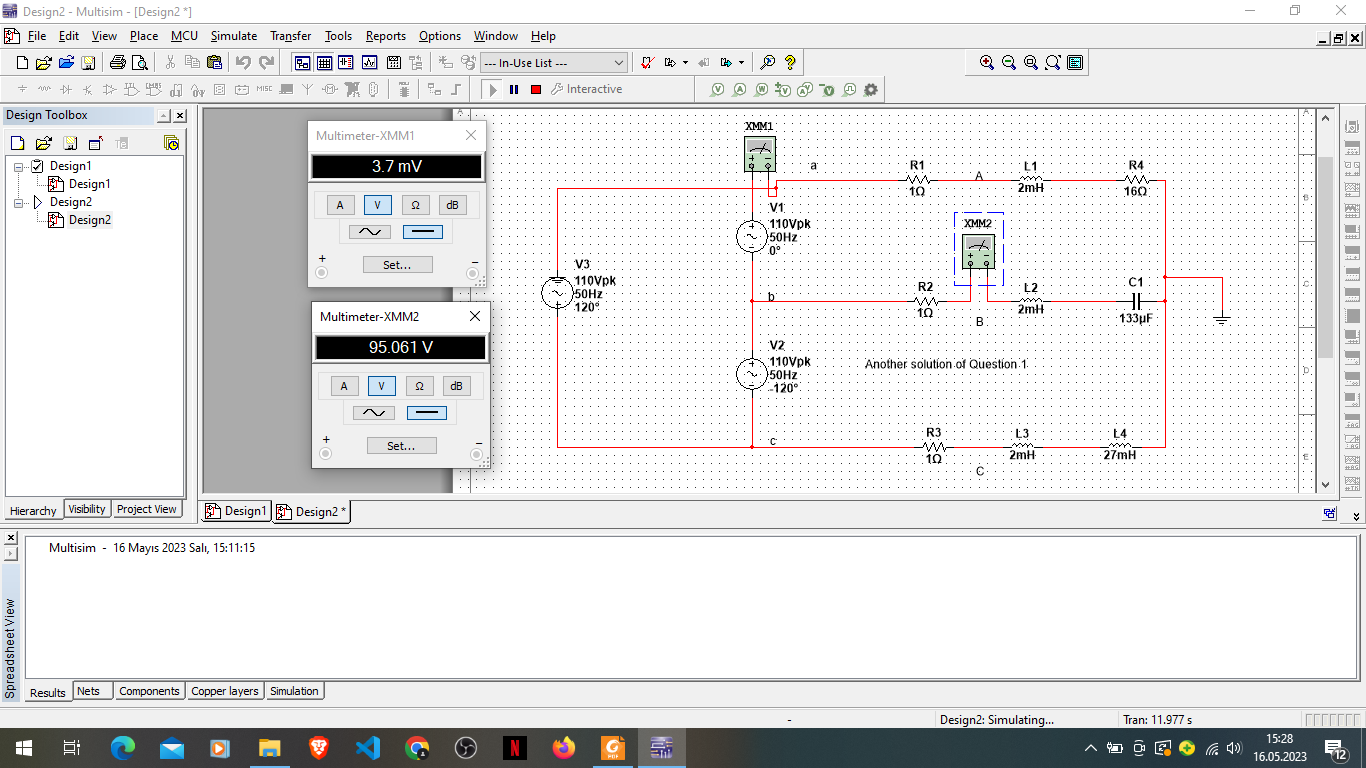 Design2 - Multisim - [Design2 *]
File Edit View Place MCU Simulate Transfer Tools Reports Options Window Help
--- In-Use List ---
Interactive
Design Toolbox
Design1
Design1
Design2
Design2
Hierarchy Visibility Project View
Multimeter-XMM1
3.7 mV
A V Ω dB
Set...
+ −
Multimeter-XMM2
95.061 V
A V Ω dB
Set...
+ −
XMM1
a
R1
1Ω
A
L1
2mH
R4
16Ω
V1
110Vpk
50Hz
0°
XMM2
V3
110Vpk
50Hz
120°
b
R2
1Ω
B
L2
2mH
C1
133µF
V2
110Vpk
50Hz
-120°
Another solution of Question 1
c
R3
1Ω
C
L3
2mH
L4
27mH
A
B
C
D
E
Design1 Design2 *
Multisim - 16 Mayıs 2023 Salı, 15:11:15
Spreadsheet View
Results Nets Components Copper layers Simulation
- Design2: Simulating... Tran: 11.977 s
15:28
16.05.2023
12